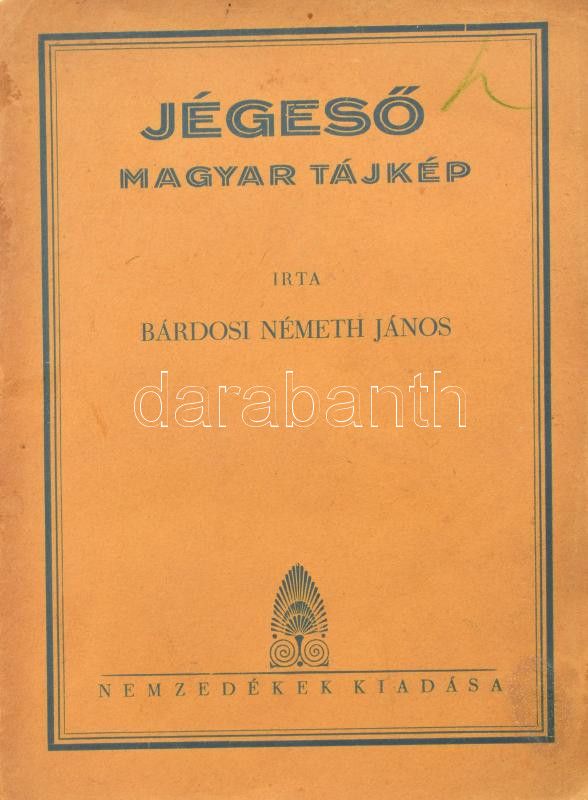 JÉGESŐ
MAGYAR TÁJKÉP
IRTA
BÁRDOSI NÉMETH JÁNOS
darabanth
NEMZEDÉKEK KIADÁSA